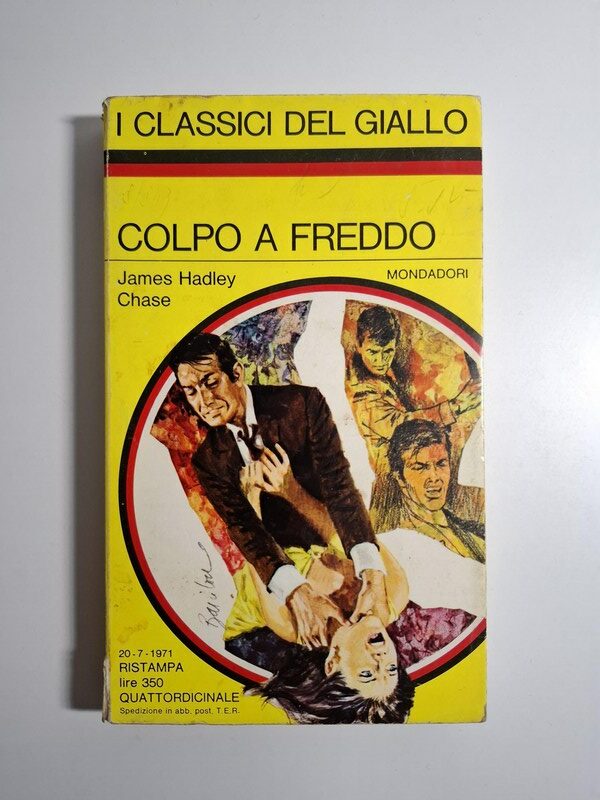 I CLASSICI DEL GIALLO
COLPO A FREDDO
James Hadley
Chase
MONDADORI
20-7-1971
RISTAMPA
lire 350
QUATTORDICINALE
Spedizione in abb. post. T.E.R.